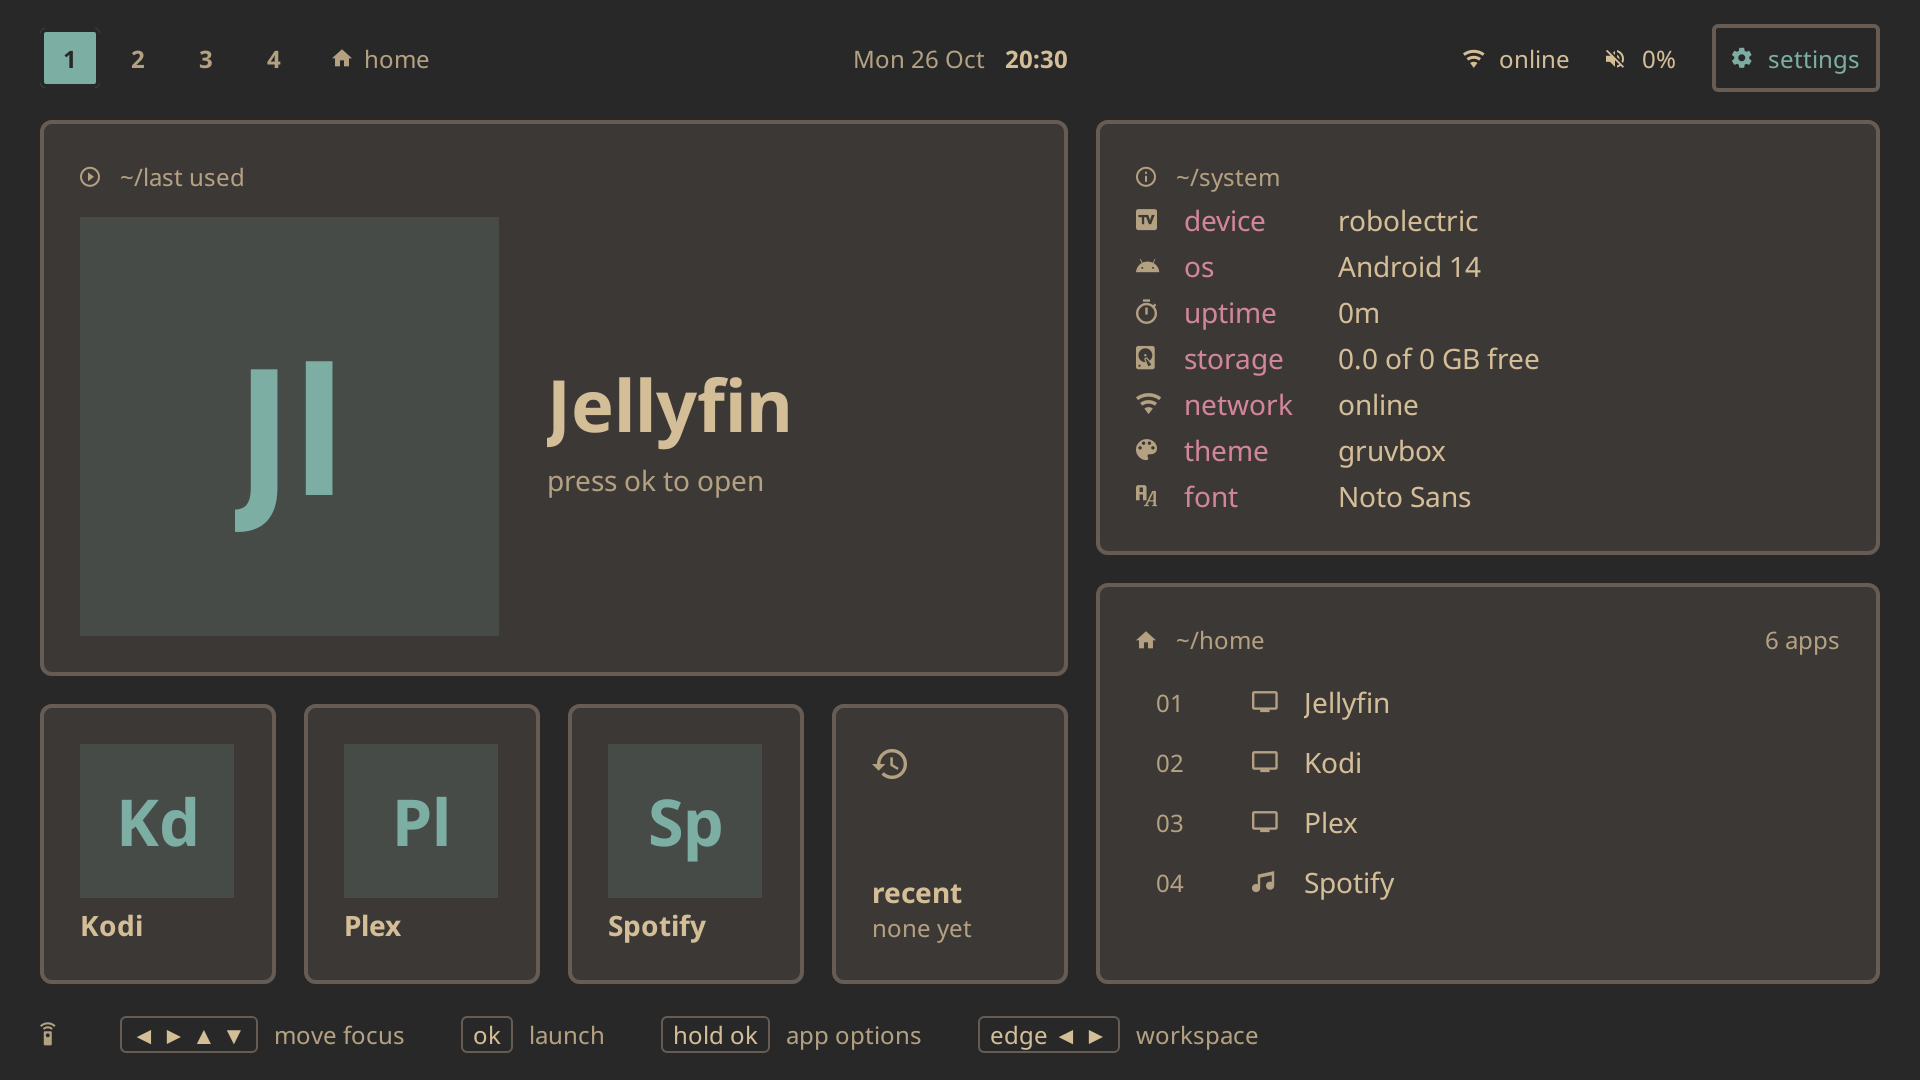 1 2 3 4 home
Mon 26 Oct 20:30
online 0% settings
~/last used
Jl
Jellyfin
press ok to open
~/system
TV device robolectric
os Android 14
uptime 0m
storage 0.0 of 0 GB free
network online
theme gruvbox
font Noto Sans
~/home 6 apps
01 Jellyfin
02 Kodi
03 Plex
04 Spotify
Kd
Kodi
Pl
Plex
Sp
Spotify
recent
none yet
◀ ▶ ▲ ▼ move focus ok launch hold ok app options edge ◀ ▶ workspace